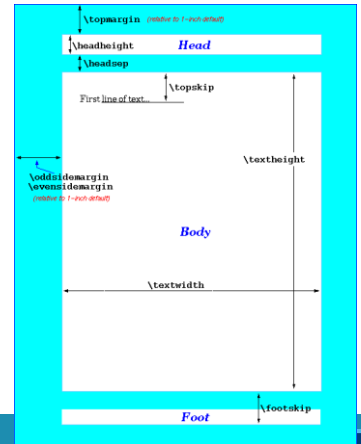 \topmargin (relative to 1-inch default)
\headheight Head
\headsep
\topskip
First line of text...
\textheight
\oddsidemargin
\evensidemargin
(relative to 1-inch default)
Body
\textwidth
\footskip
Foot